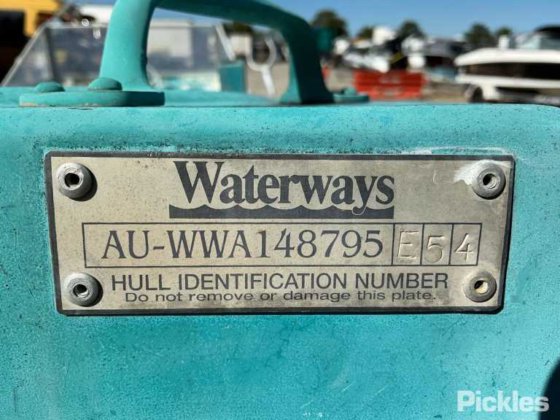 Waterways
AU-WWA148795 E54
HULL IDENTIFICATION NUMBER
Do not remove or damage this plate.
Pickles